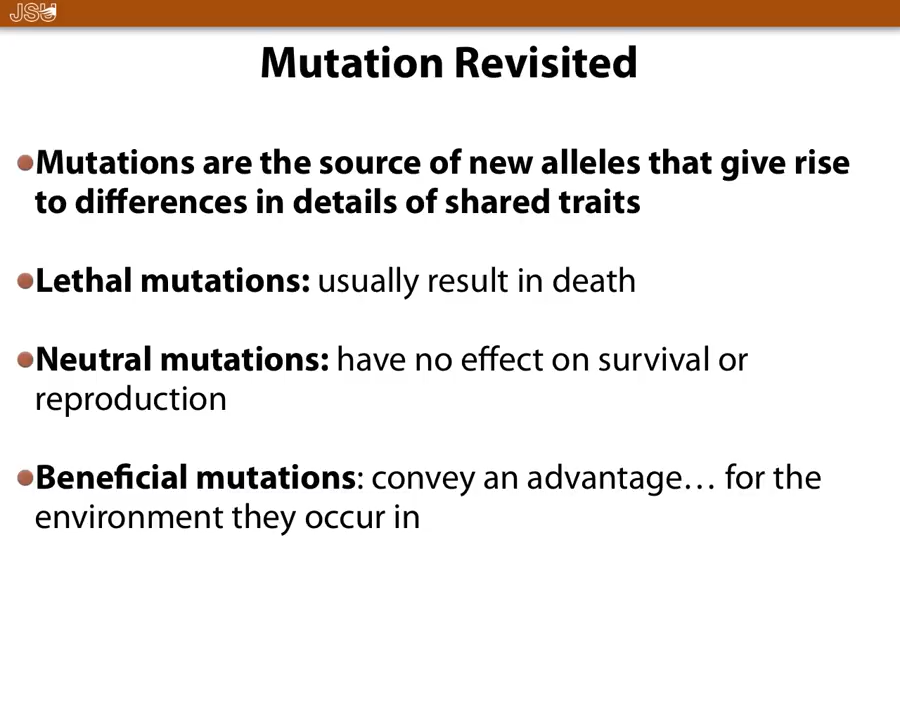 JSU
Mutation Revisited
Mutations are the source of new alleles that give rise
to differences in details of shared traits
Lethal mutations: usually result in death
Neutral mutations: have no effect on survival or
reproduction
Beneficial mutations: convey an advantage… for the
environment they occur in